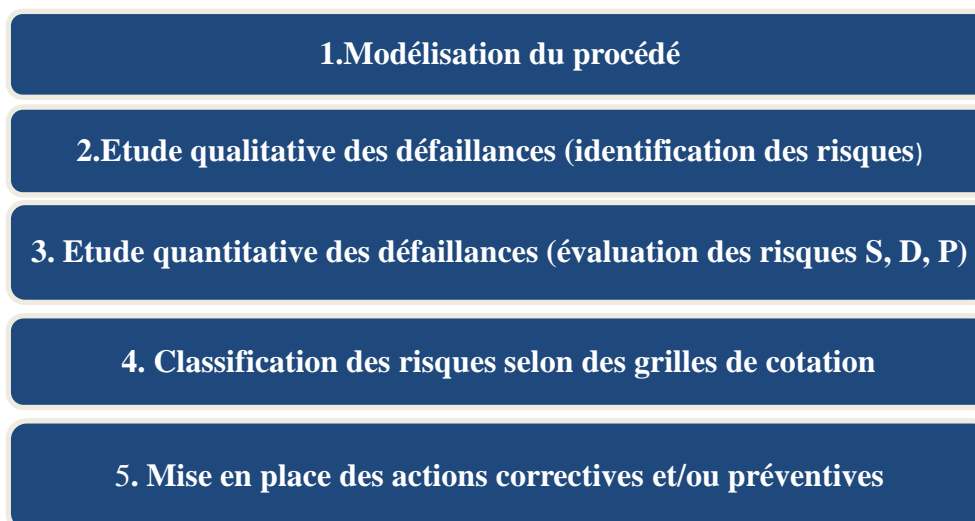 1.Modélisation du procédé
2.Etude qualitative des défaillances (identification des risques)
3. Etude quantitative des défaillances (évaluation des risques S, D, P)
4. Classification des risques selon des grilles de cotation
5. Mise en place des actions correctives et/ou préventives